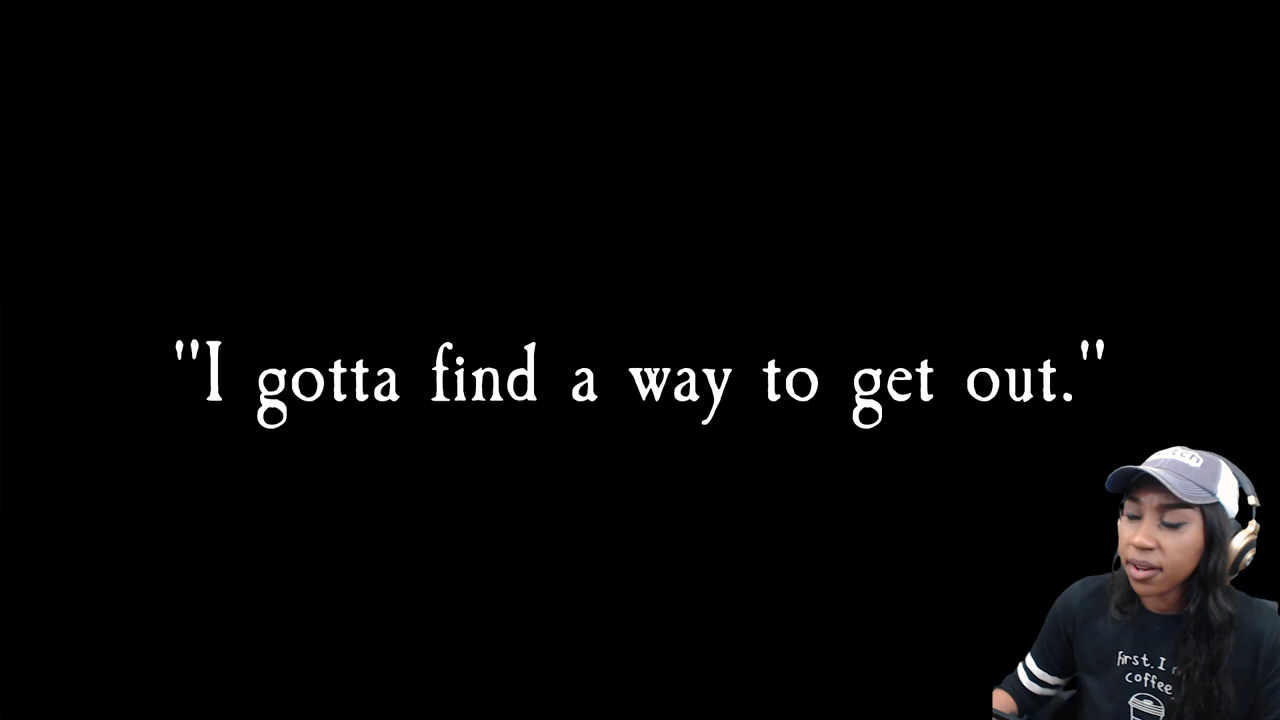 "I gotta find a way to get out."
first. I
coffee